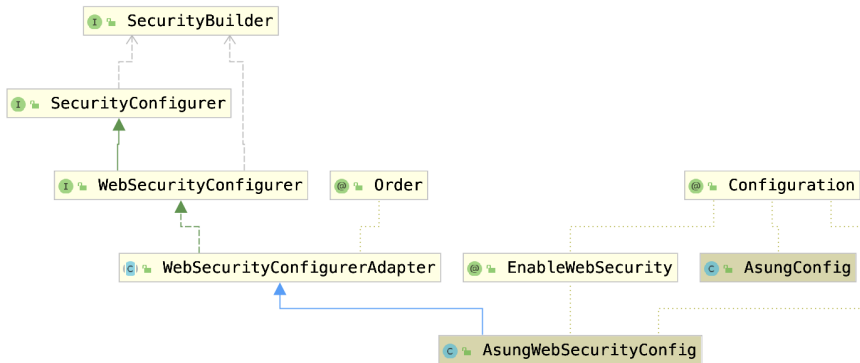 SecurityBuilder
SecurityConfigurer
WebSecurityConfigurer
Order
Configuration
WebSecurityConfigurerAdapter
EnableWebSecurity
AsungConfig
AsungWebSecurityConfig